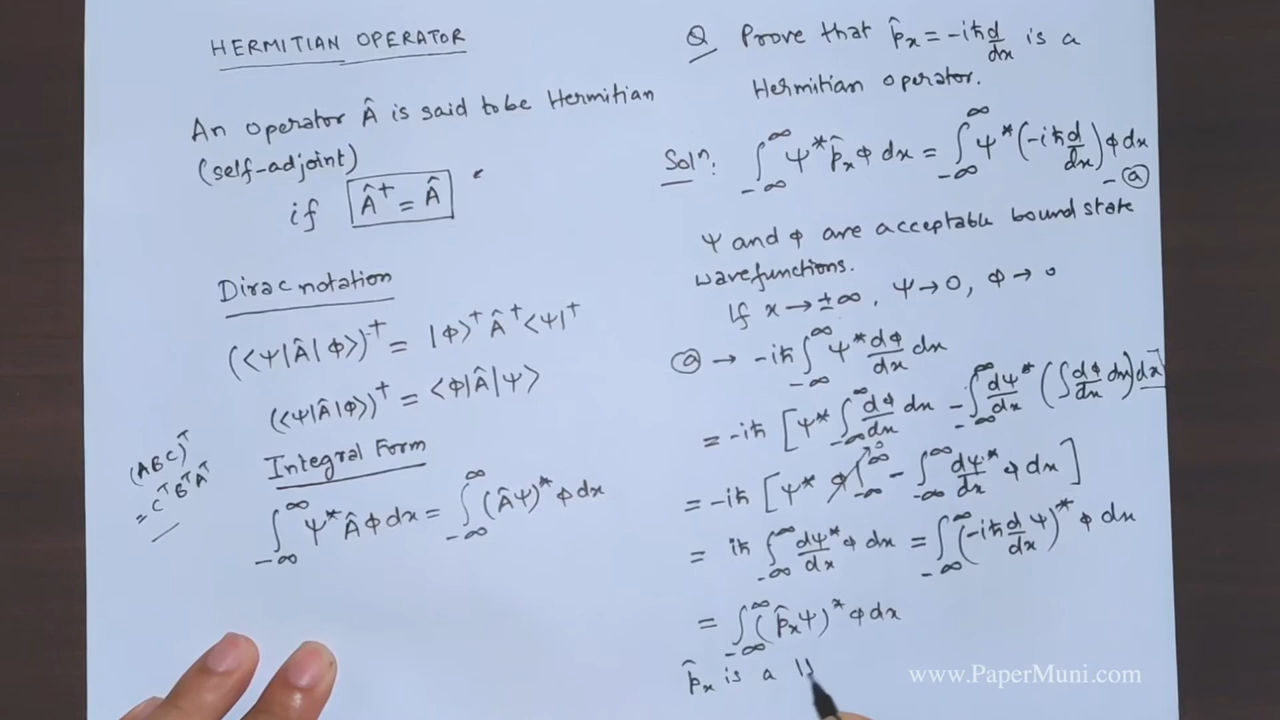 HERMITIAN OPERATOR
An operator Â is said to be Hermitian
(self-adjoint)
if Â† = Â
Dirac notation
(<Ψ|Â|Φ>)† = |Φ>† Â† <Ψ|†
(<Ψ|Â|Φ>)† = <Φ|Â|Ψ>
(ABC)ᵀ
= CᵀBᵀAᵀ
Integral Form
∫_{-∞}^{∞} Ψ* Â Φ dx = ∫_{-∞}^{∞} (ÂΨ)* Φ dx
Q Prove that p̂ₓ = -iħ d/dx is a
Hermitian operator.
Solⁿ: ∫_{-∞}^{∞} Ψ* p̂ₓ Φ dx = ∫_{-∞}^{∞} Ψ* (-iħ d/dx) Φ dx - ⓐ
Ψ and Φ are acceptable bound state
wavefunctions.
If x → ±∞, Ψ → 0, Φ → 0
ⓐ → -iħ ∫_{-∞}^{∞} Ψ* dΦ/dx dx
= -iħ [Ψ* ∫_{-∞}^{∞} dΦ/dx dx - ∫_{-∞}^{∞} dΨ*/dx (∫ dΦ/dx dx) dx]
= -iħ [Ψ* Φ|_{-∞}^{∞} → 0 - ∫_{-∞}^{∞} dΨ*/dx Φ dx]
= iħ ∫_{-∞}^{∞} dΨ*/dx Φ dx = ∫_{-∞}^{∞} (-iħ d/dx Ψ)* Φ dx
= ∫_{-∞}^{∞} (p̂ₓΨ)* Φ dx
p̂ₓ is a
www.PaperMuni.com